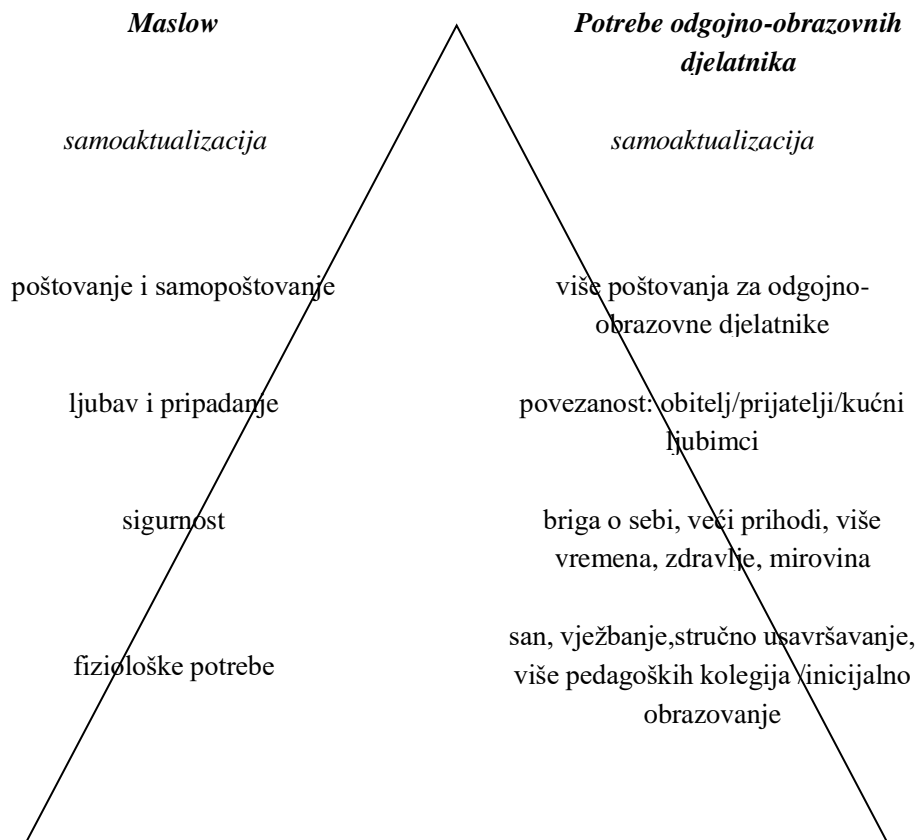 Maslow
Potrebe odgojno-obrazovnih
djelatnika
samoaktualizacija
samoaktualizacija
poštovanje i samopoštovanje
više poštovanja za odgojno-
obrazovne djelatnike
ljubav i pripadanje
povezanost: obitelj/prijatelji/kućni
ljubimci
sigurnost
briga o sebi, veći prihodi, više
vremena, zdravlje, mirovina
fiziološke potrebe
san, vježbanje,stručno usavršavanje,
više pedagoških kolegija /inicijalno
obrazovanje